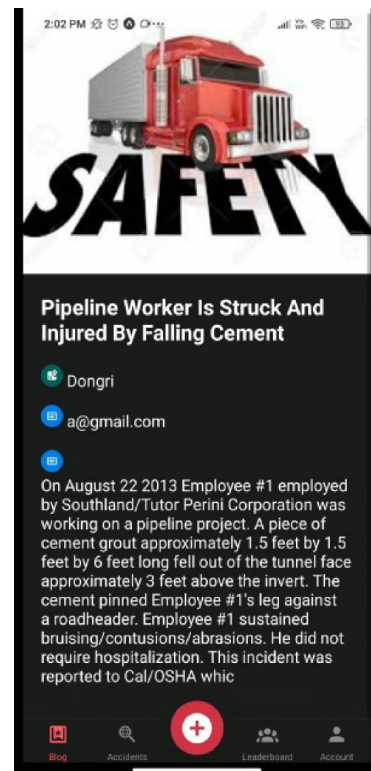 2:02 PM
Vo
WiFi
93
SAFETY
Pipeline Worker Is Struck And
Injured By Falling Cement
Dongri
a@gmail.com
On August 22 2013 Employee #1 employed
by Southland/Tutor Perini Corporation was
working on a pipeline project. A piece of
cement grout approximately 1.5 feet by 1.5
feet by 6 feet long fell out of the tunnel face
approximately 3 feet above the invert. The
cement pinned Employee #1's leg against
a roadheader. Employee #1 sustained
bruising/contusions/abrasions. He did not
require hospitalization. This incident was
reported to Cal/OSHA whic
Blog Accidents Leaderboard Account